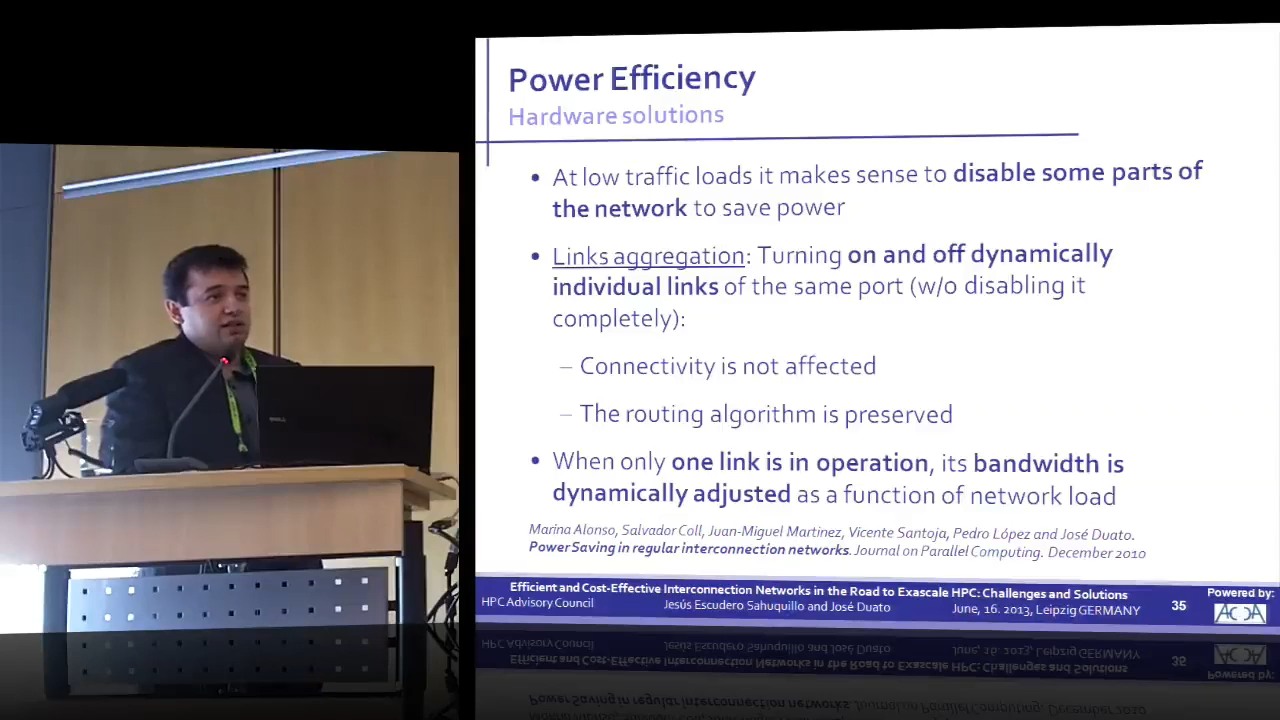 Power Efficiency
Hardware solutions
• At low traffic loads it makes sense to disable some parts of
the network to save power
• Links aggregation: Turning on and off dynamically
individual links of the same port (w/o disabling it
completely):
– Connectivity is not affected
– The routing algorithm is preserved
• When only one link is in operation, its bandwidth is
dynamically adjusted as a function of network load
Marina Alonso, Salvador Coll, Juan-Miguel Martínez, Vicente Santoja, Pedro López and José Duato.
Power Saving in regular interconnection networks. Journal on Parallel Computing. December 2010
Efficient and Cost-Effective Interconnection Networks in the Road to Exascale HPC: Challenges and Solutions
HPC Advisory Council Jesús Escudero Sahuquillo and José Duato June, 16. 2013, Leipzig GERMANY 35
Powered by:
DELL